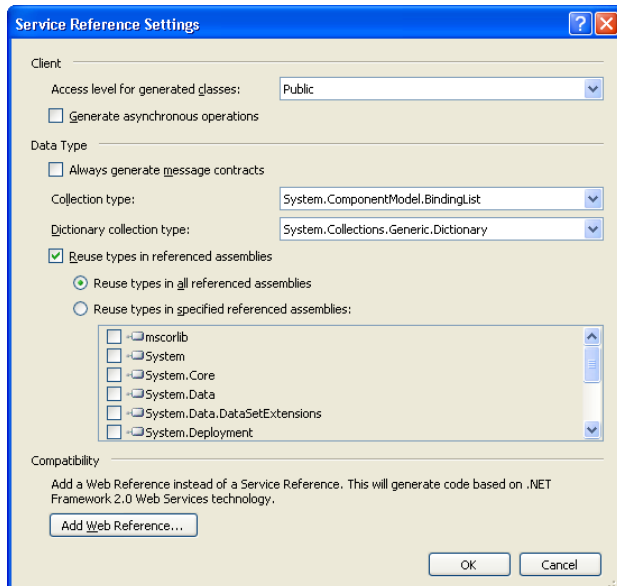 Service Reference Settings
Client
Access level for generated classes:
Public
Generate asynchronous operations
Data Type
Always generate message contracts
Collection type:
System.ComponentModel.BindingList
Dictionary collection type:
System.Collections.Generic.Dictionary
Reuse types in referenced assemblies
Reuse types in all referenced assemblies
Reuse types in specified referenced assemblies:
mscorlib
System
System.Core
System.Data
System.Data.DataSetExtensions
System.Deployment
Compatibility
Add a Web Reference instead of a Service Reference. This will generate code based on .NET
Framework 2.0 Web Services technology.
Add Web Reference...
OK
Cancel